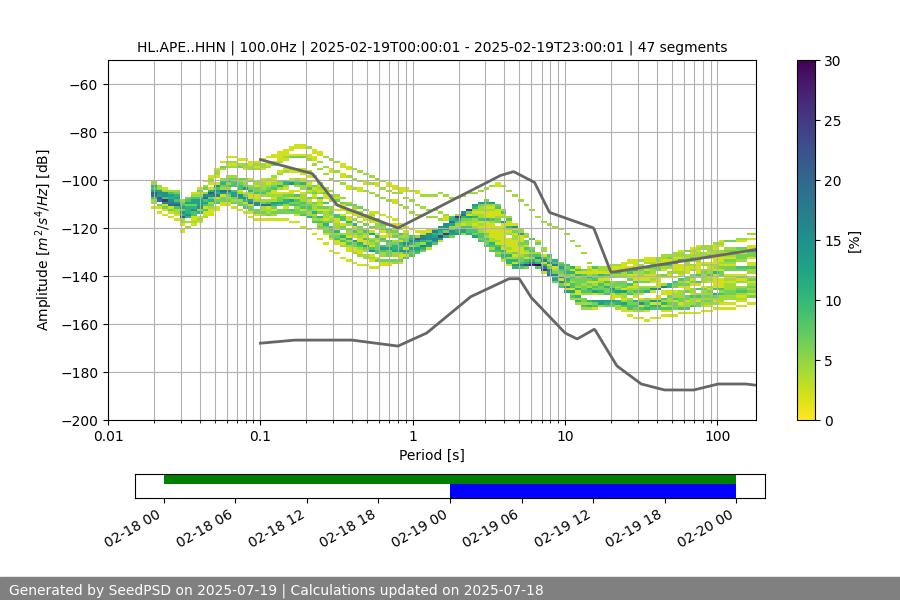 HL.APE..HHN | 100.0Hz | 2025-02-19T00:00:01 - 2025-02-19T23:00:01 | 47 segments
−60
−80
−100
−120
−140
−160
−180
−200
Amplitude [m²/s⁴/Hz] [dB]
0.01 0.1 1 10 100
Period [s]
30
25
20
15
10
5
0
[%]
02-18 00 02-18 06 02-18 12 02-18 18 02-19 00 02-19 06 02-19 12 02-19 18 02-20 00
Generated by SeedPSD on 2025-07-19 | Calculations updated on 2025-07-18